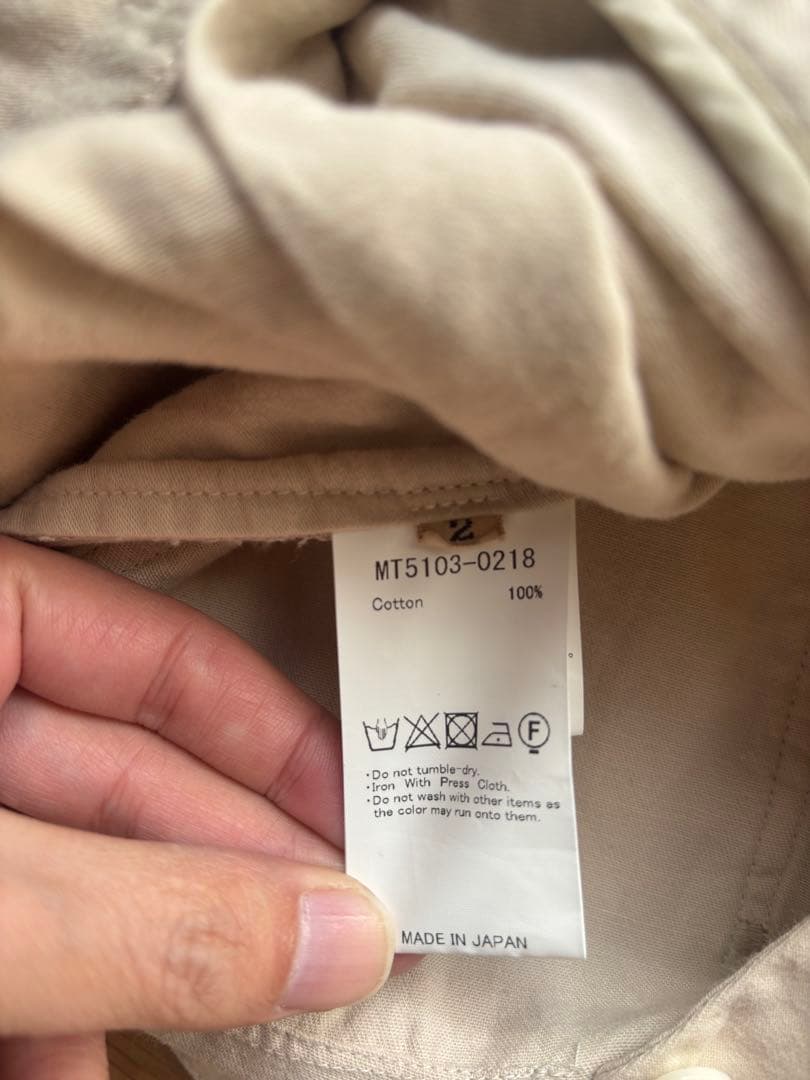 2
MT5103-0218
Cotton 100%
F
・Do not tumble-dry.
・Iron With Press Cloth.
・Do not wash with other items as
the color may run onto them.
MADE IN JAPAN